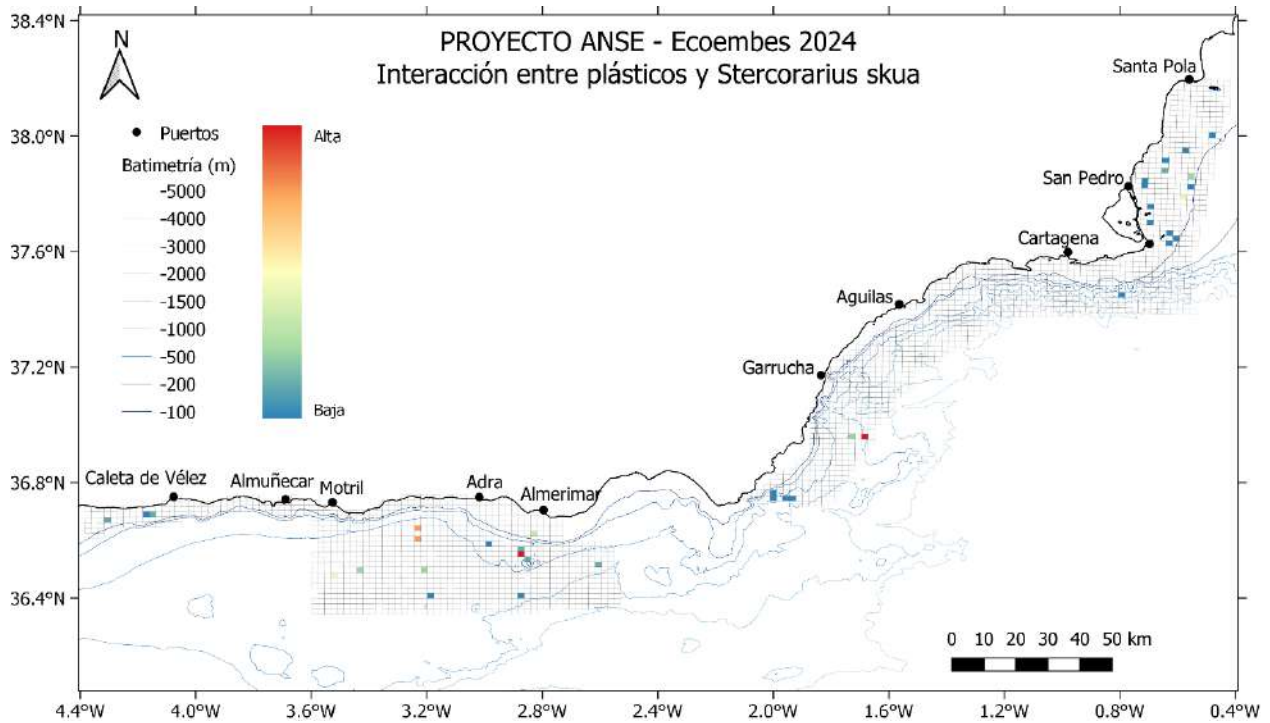 PROYECTO ANSE - Ecoembes 2024
Interacción entre plásticos y Stercorarius skua
N
Puertos
Batimetría (m)
-5000
-4000
-3000
-2000
-1500
-1000
-500
-200
-100
Alta
Baja
38.4°N
38.0°N
37.6°N
37.2°N
36.8°N
36.4°N
Santa Pola
San Pedro
Cartagena
Aguilas
Garrucha
Caleta de Vélez
Almuñecar
Motril
Adra
Almerimar
0 10 20 30 40 50 km
4.4°W 4.0°W 3.6°W 3.2°W 2.8°W 2.4°W 2.0°W 1.6°W 1.2°W 0.8°W 0.4°W